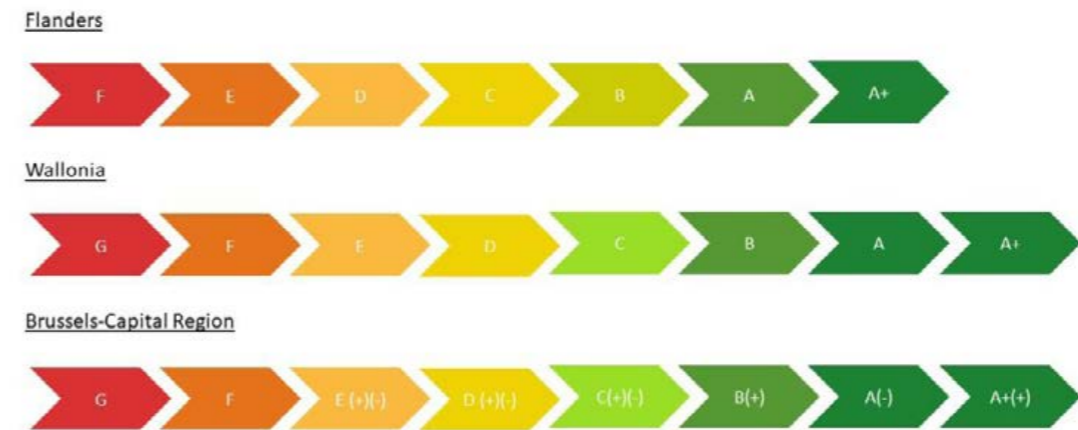 Flanders
F E D C B A A+
Wallonia
G F E D C B A A+
Brussels-Capital Region
G F E (+)(-) D (+)(-) C(+)(-) B(+) A(-) A+(+)